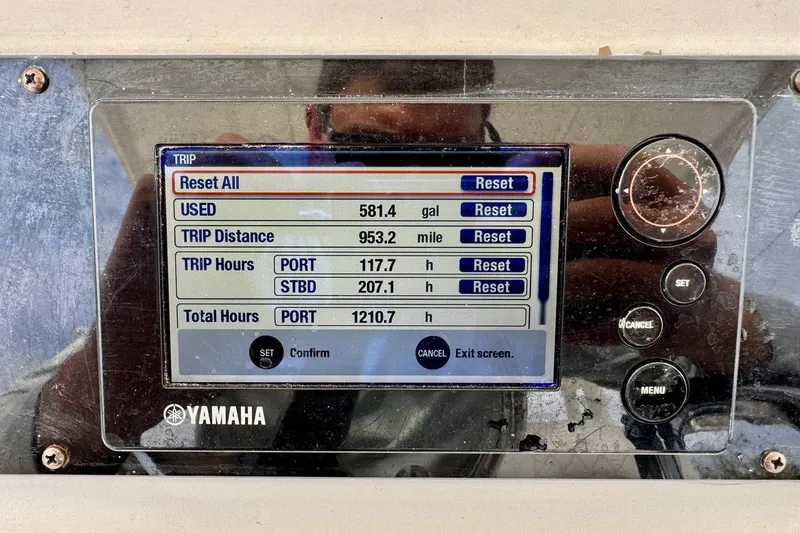 TRIP
Reset All Reset
USED 581.4 gal Reset
TRIP Distance 953.2 mile Reset
TRIP Hours PORT 117.7 h Reset
STBD 207.1 h Reset
Total Hours PORT 1210.7 h
SET Confirm CANCEL Exit screen.
YAMAHA
SET
CANCEL
MENU